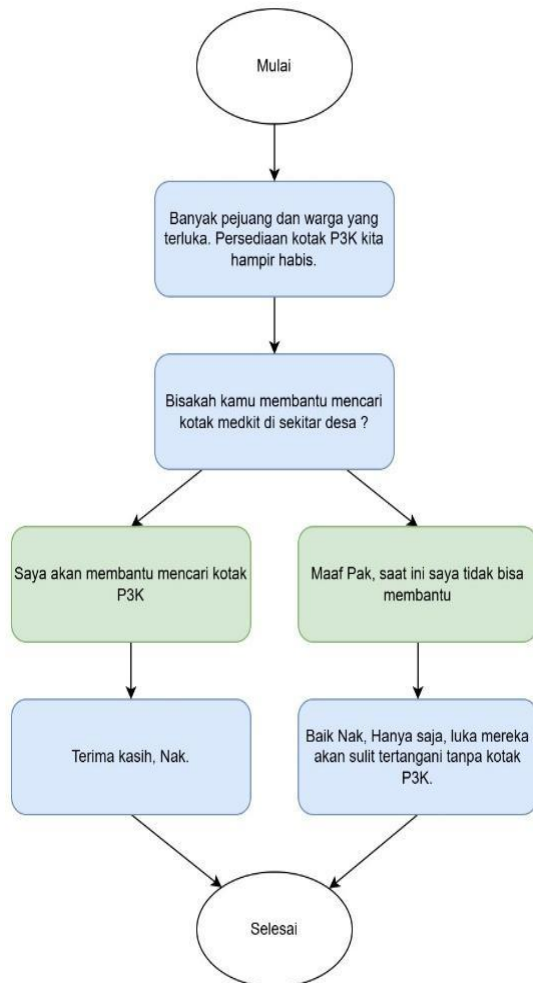 Mulai
Banyak pejuang dan warga yang
terluka. Persediaan kotak P3K kita
hampir habis.
Bisakah kamu membantu mencari
kotak medkit di sekitar desa ?
Saya akan membantu mencari kotak
P3K
Maaf Pak, saat ini saya tidak bisa
membantu
Terima kasih, Nak.
Baik Nak, Hanya saja, luka mereka
akan sulit tertangani tanpa kotak
P3K.
Selesai